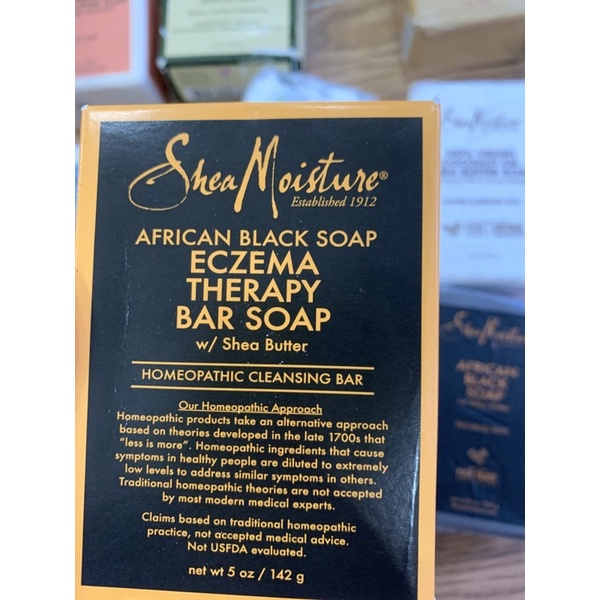 SheaMoisture®
Established 1912
AFRICAN BLACK SOAP
ECZEMA
THERAPY
BAR SOAP
w/ Shea Butter
HOMEOPATHIC CLEANSING BAR
Our Homeopathic Approach
Homeopathic products take an alternative approach
based on theories developed in the late 1700s that
"less is more". Homeopathic ingredients that cause
symptoms in healthy people are diluted to extremely
low levels to address similar symptoms in others.
Traditional homeopathic theories are not accepted
by most modern medical experts.
Claims based on traditional homeopathic
practice, not accepted medical advice.
Not USFDA evaluated.
net wt 5 oz / 142 g
SheaMoisture
SHEA BUTTER SOAP
SheaMoisture
AFRICAN
BLACK
SOAP